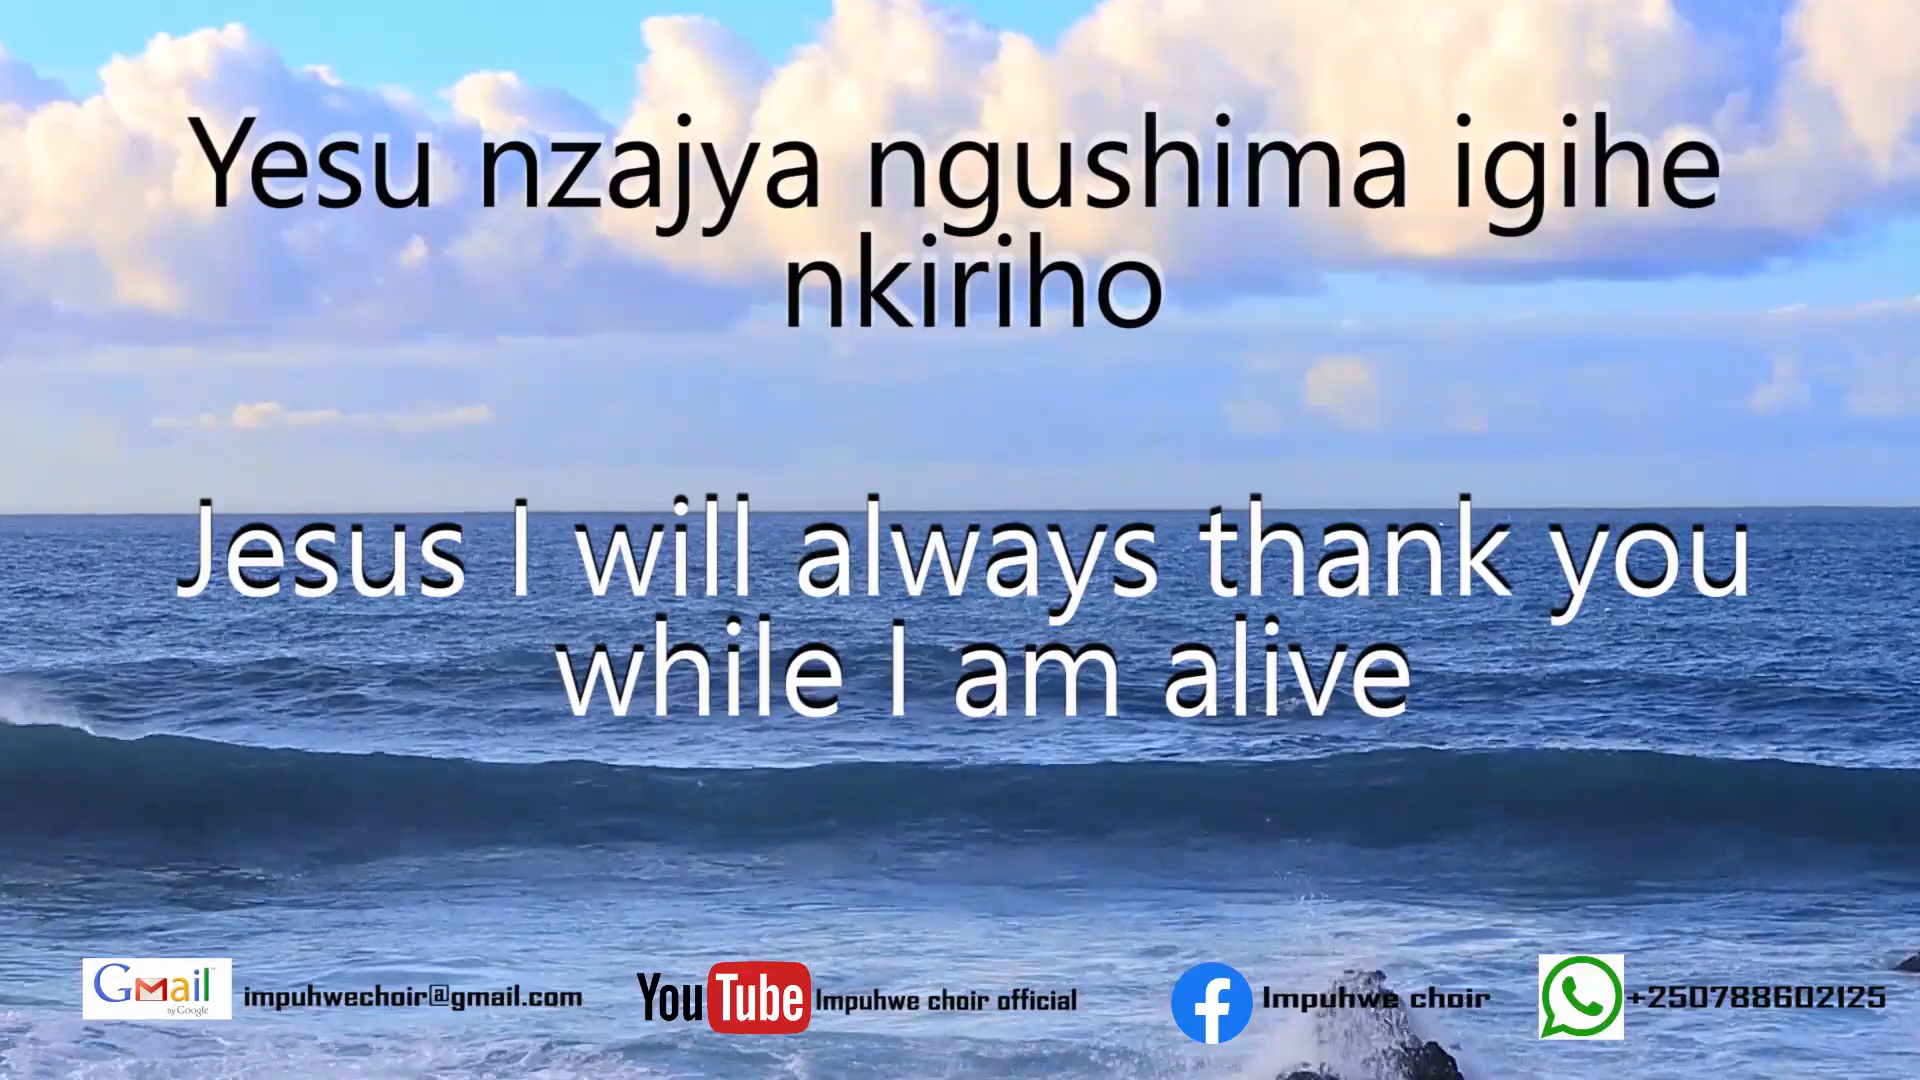 Yesu nzajya ngushima igihe
nkiriho
Jesus I will always thank you
while I am alive
Gmail
by Google
impuhwechoir@gmail.com
YouTube
Impuhwe choir official
f
Impuhwe choir
+250788602125